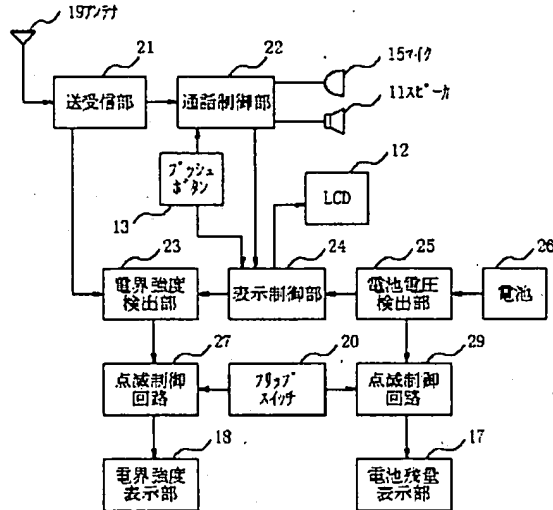 19アンテナ
21
22
15マイク
送受信部
通話制御部
11スピーカ
プッシュ
ボタン
12
LCD
13
23
24
25
26
電界強度
検出部
表示制御部
電池電圧
検出部
電池
27
20
29
点滅制御
回路
フリップ
スイッチ
点滅制御
回路
18
17
電界強度
表示部
電池残量
表示部